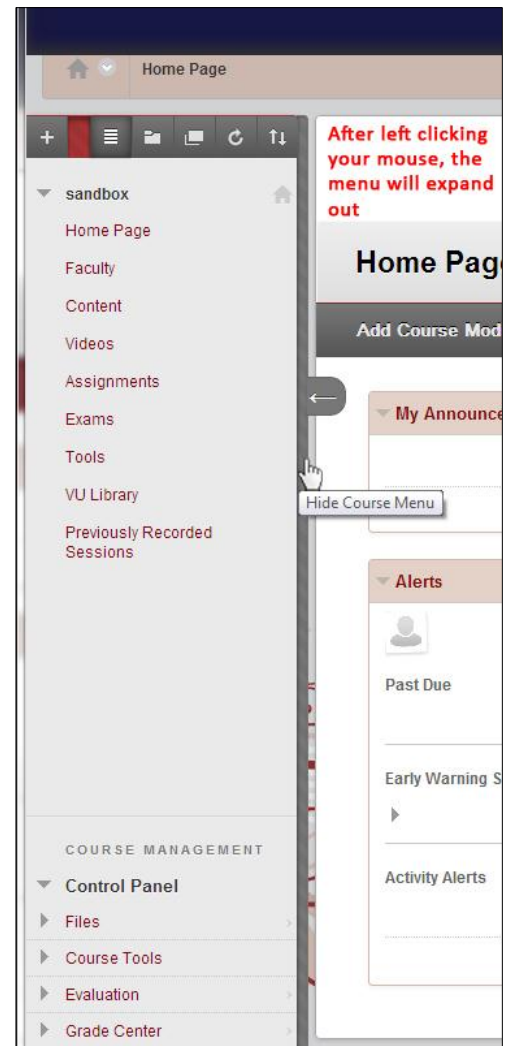 Home Page
After left clicking
your mouse, the
menu will expand
out
sandbox
Home Page
Faculty
Content
Videos
Assignments
Exams
Tools
VU Library
Previously Recorded
Sessions
Home Pag
Add Course Mod
My Announce
Hide Course Menu
Alerts
Past Due
Early Warning S
Activity Alerts
COURSE MANAGEMENT
Control Panel
Files
Course Tools
Evaluation
Grade Center